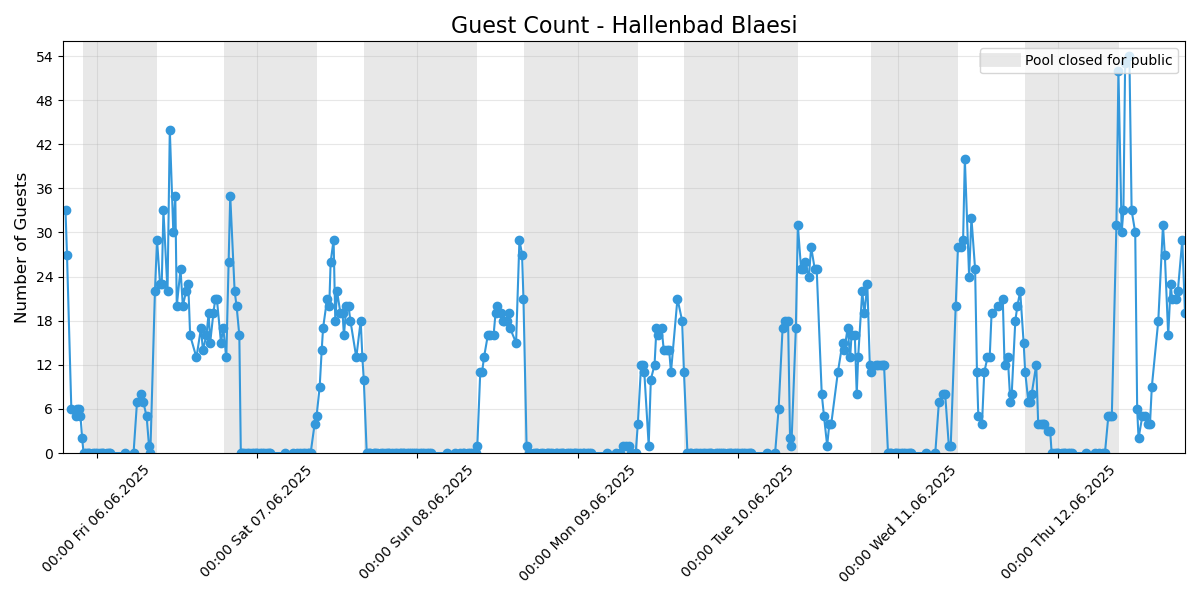 Guest Count - Hallenbad Blaesi
Pool closed for public
Number of Guests
54
48
42
36
30
24
18
12
6
0
00:00 Fri 06.06.2025
00:00 Sat 07.06.2025
00:00 Sun 08.06.2025
00:00 Mon 09.06.2025
00:00 Tue 10.06.2025
00:00 Wed 11.06.2025
00:00 Thu 12.06.2025